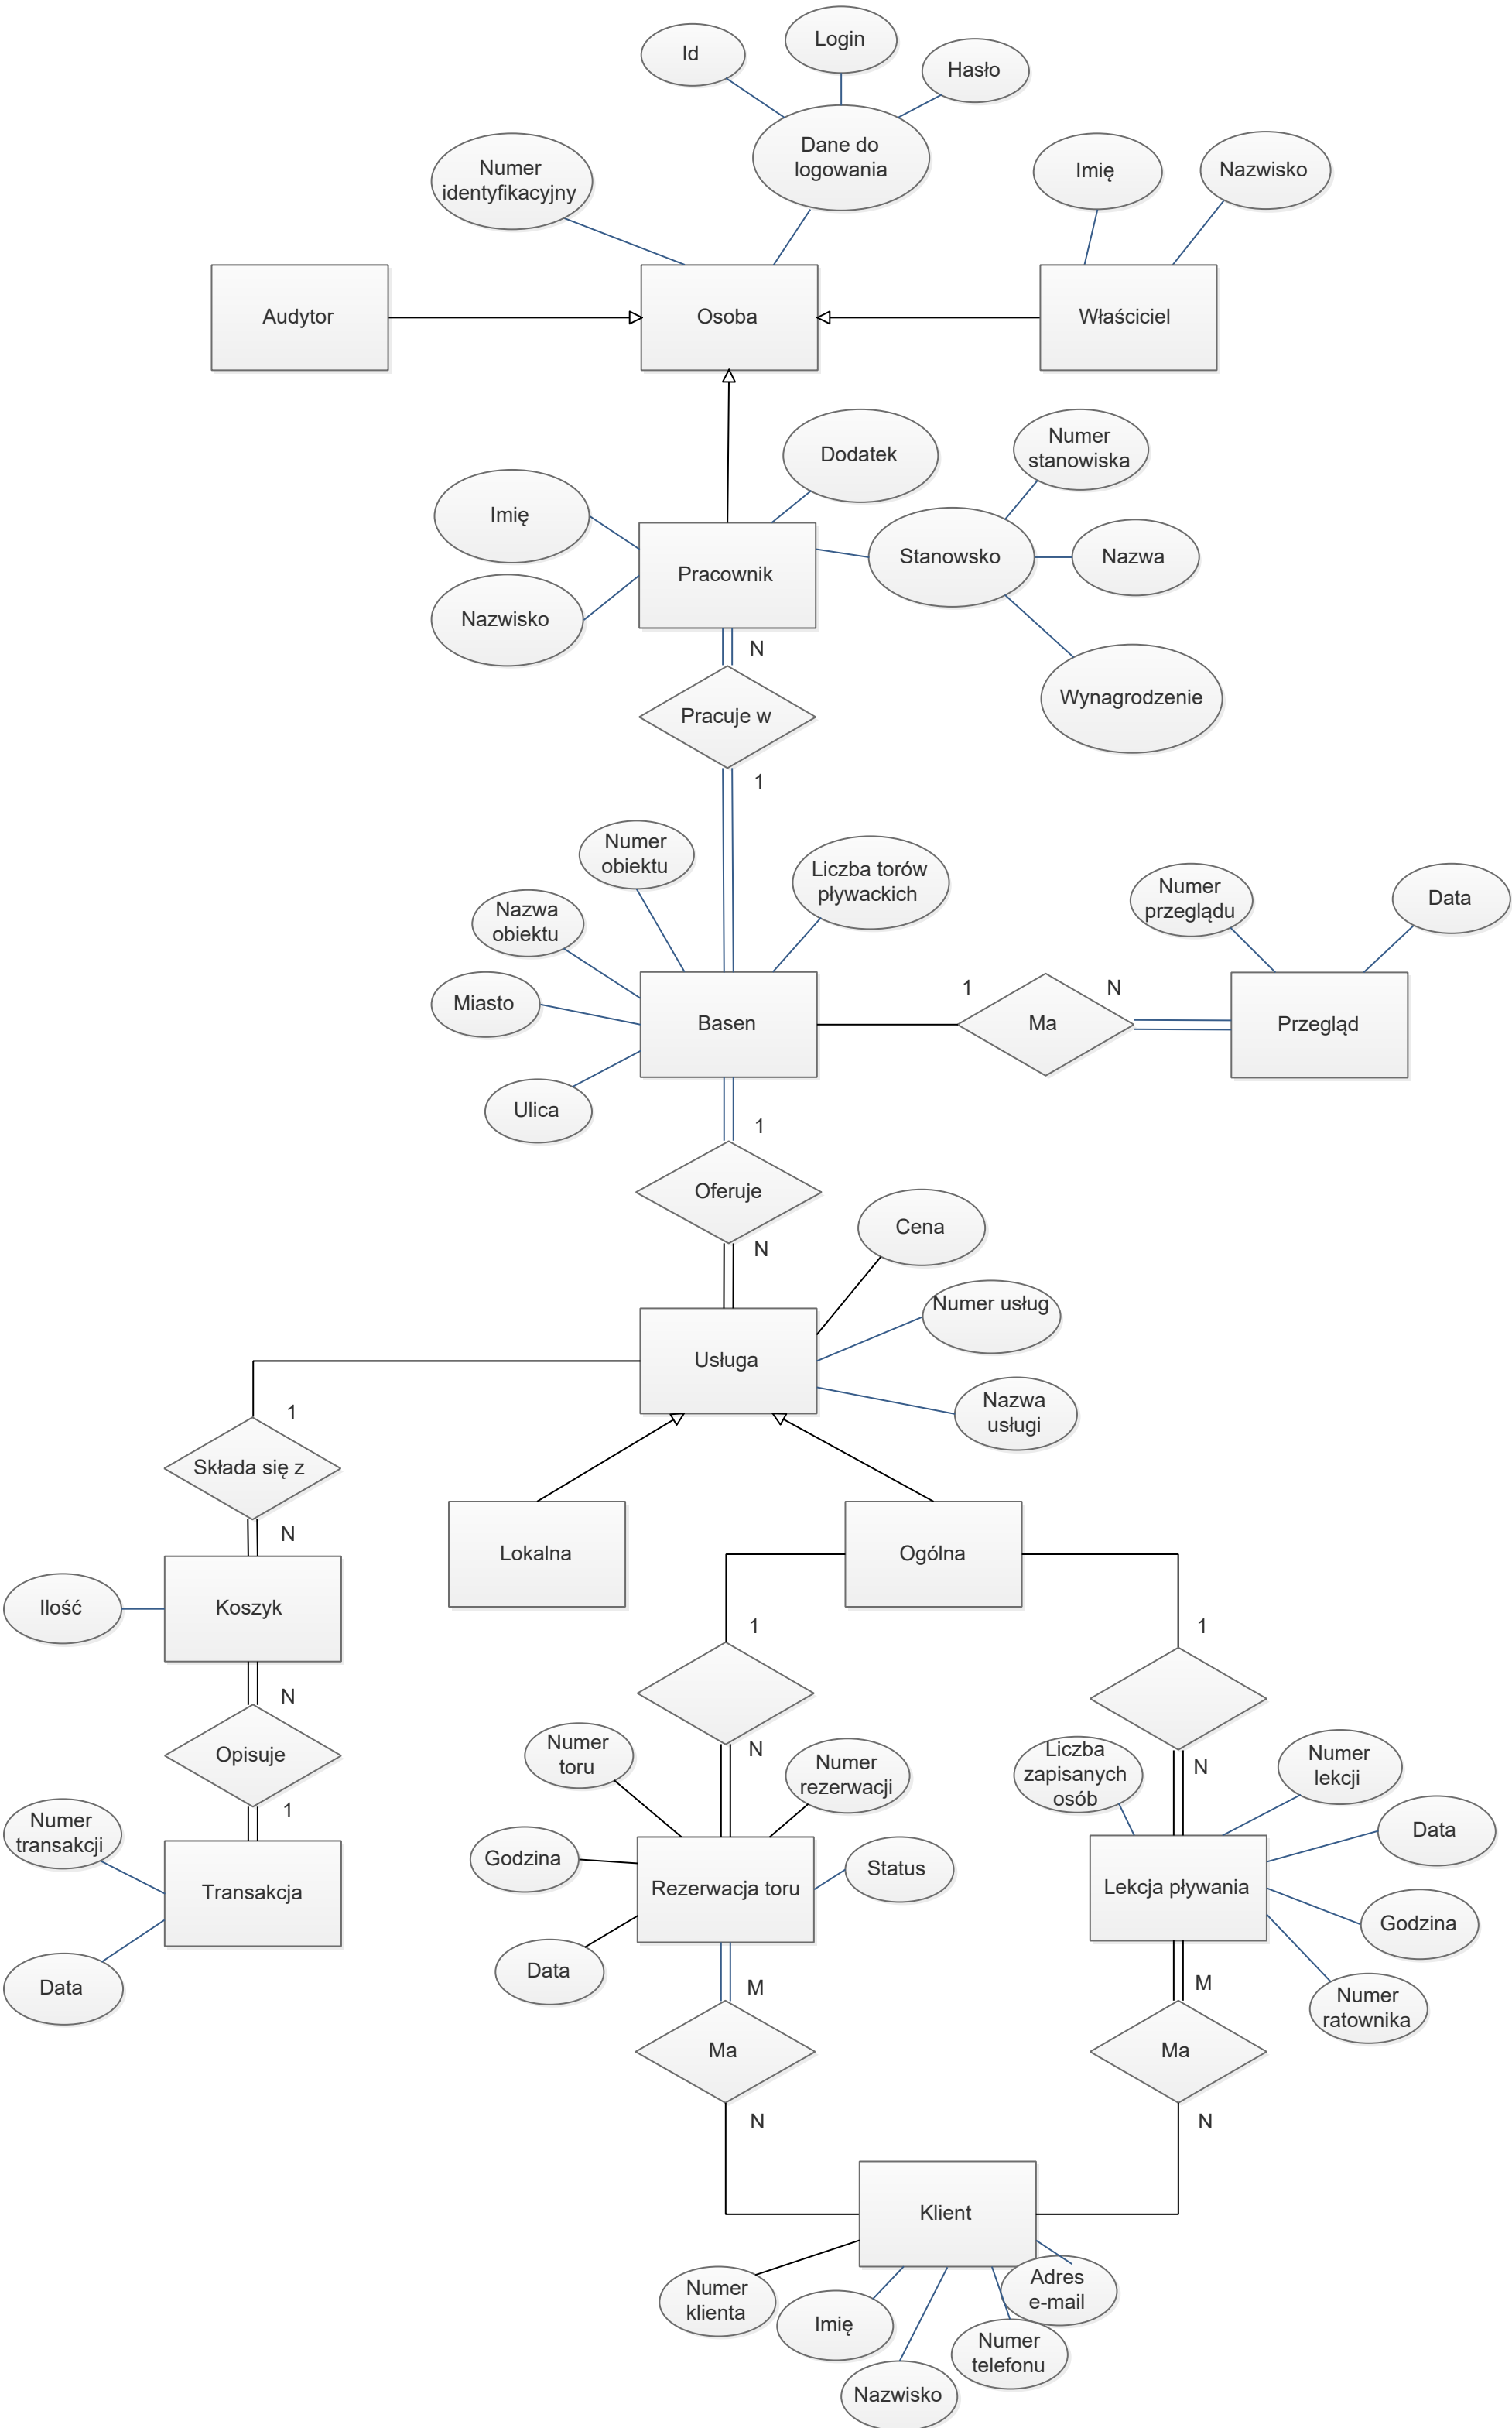 Id
Login
Hasło
Dane do
logowania
Numer
identyfikacyjny
Imię
Nazwisko
Audytor
Osoba
Właściciel
Dodatek
Numer
stanowiska
Imię
Pracownik
Stanowsko
Nazwa
Nazwisko
N
Wynagrodzenie
Pracuje w
1
Numer
obiektu
Liczba torów
pływackich
Nazwa
obiektu
Numer
przeglądu
Data
Miasto
Basen
1
Ma
N
Przegląd
Ulica
1
Oferuje
N
Cena
Numer usług
Usługa
Nazwa
usługi
1
Składa się z
N
Lokalna
Ogólna
Ilość
Koszyk
1
1
N
Opisuje
1
N
N
Numer
toru
Numer
rezerwacji
Liczba
zapisanych
osób
Numer
lekcji
Numer
transakcji
Godzina
Status
Data
Transakcja
Rezerwacja toru
Lekcja pływania
Godzina
Data
Data
Numer
ratownika
M
M
Ma
Ma
N
N
Klient
Numer
klienta
Imię
Nazwisko
Numer
telefonu
Adres
e-mail